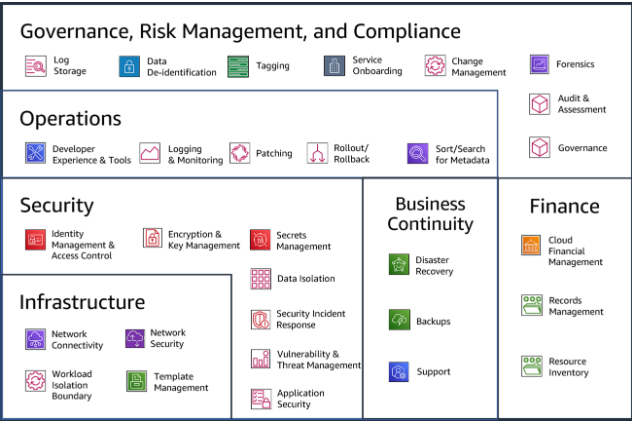 Governance, Risk Management, and Compliance
Log
Storage
Data
De-identification
Tagging
Service
Onboarding
Change
Management
Forensics
Audit &
Assessment
Governance
Operations
Developer
Experience & Tools
Logging
& Monitoring
Patching
Rollout/
Rollback
Sort/Search
for Metadata
Security
Identity
Management &
Access Control
Encryption &
Key Management
Secrets
Management
Data Isolation
Security Incident
Response
Vulnerability &
Threat Management
Application
Security
Infrastructure
Network
Connectivity
Network
Security
Workload
Isolation
Boundary
Template
Management
Business
Continuity
Disaster
Recovery
Backups
Support
Finance
Cloud
Financial
Management
Records
Management
Resource
Inventory